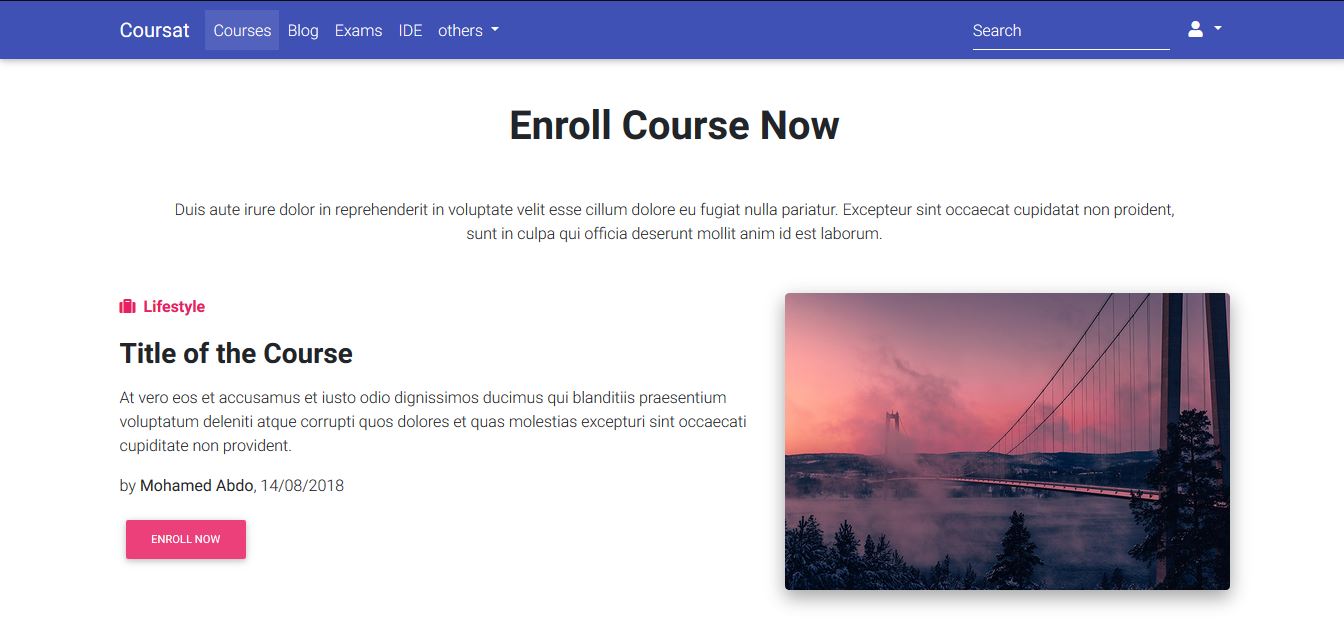 Coursat Courses Blog Exams IDE others Search
Enroll Course Now
Duis aute irure dolor in reprehenderit in voluptate velit esse cillum dolore eu fugiat nulla pariatur. Excepteur sint occaecat cupidatat non proident,
sunt in culpa qui officia deserunt mollit anim id est laborum.
Lifestyle
Title of the Course
At vero eos et accusamus et iusto odio dignissimos ducimus qui blanditiis praesentium
voluptatum deleniti atque corrupti quos dolores et quas molestias excepturi sint occaecati
cupiditate non provident.
by Mohamed Abdo, 14/08/2018
ENROLL NOW